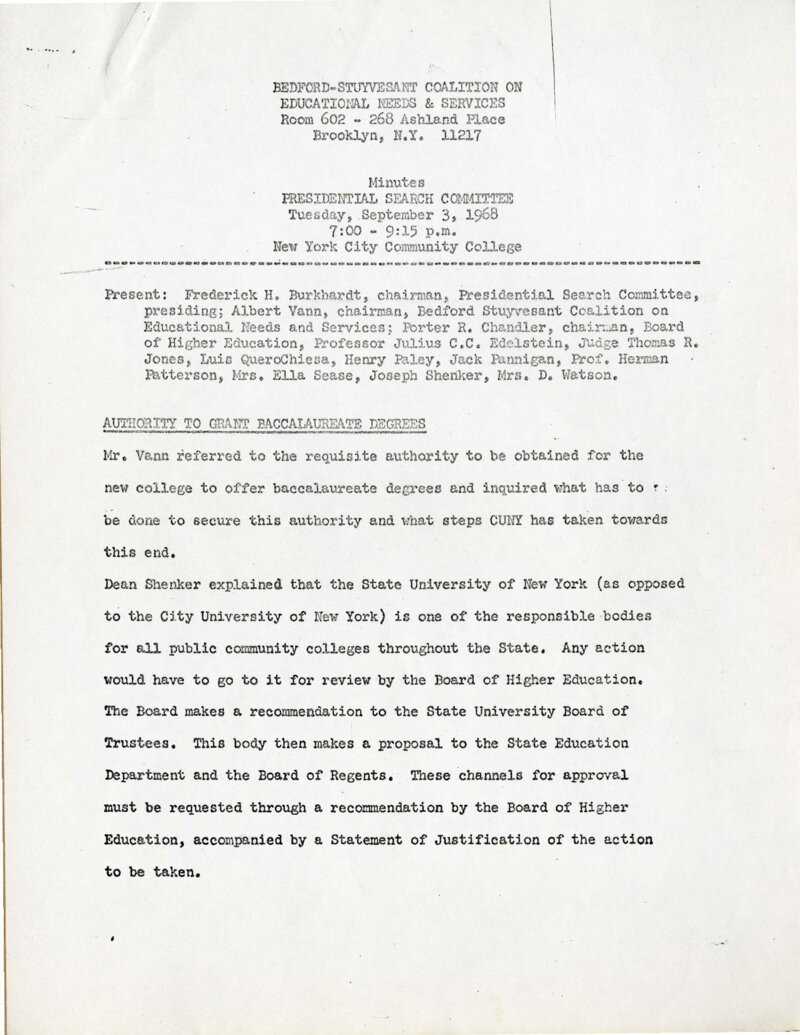 BEDFORD-STUYVESANT COALITION ON
EDUCATIONAL NEEDS & SERVICES
Room 602 - 268 Ashland Place
Brooklyn, N.Y. 11217
Minutes
PRESIDENTIAL SEARCH COMMITTEE
Tuesday, September 3, 1968
7:00 - 9:15 p.m.
New York City Community College
Present: Frederick H. Burkhardt, chairman, Presidential Search Committee,
presiding; Albert Vann, chairman, Bedford Stuyvesant Coalition on
Educational Needs and Services; Porter R. Chandler, chairman, Board
of Higher Education, Professor Julius C.C. Edelstein, Judge Thomas R.
Jones, Luis QueroChiesa, Henry Paley, Jack Pannigan, Prof. Herman
Patterson, Mrs. Ella Sease, Joseph Shenker, Mrs. D. Watson.
AUTHORITY TO GRANT BACCALAUREATE DEGREES
Mr. Vann referred to the requisite authority to be obtained for the
new college to offer baccalaureate degrees and inquired what has to
be done to secure this authority and what steps CUNY has taken towards
this end.
Dean Shenker explained that the State University of New York (as opposed
to the City University of New York) is one of the responsible bodies
for all public community colleges throughout the State. Any action
would have to go to it for review by the Board of Higher Education.
The Board makes a recommendation to the State University Board of
Trustees. This body then makes a proposal to the State Education
Department and the Board of Regents. These channels for approval
must be requested through a recommendation by the Board of Higher
Education, accompanied by a Statement of Justification of the action
to be taken.